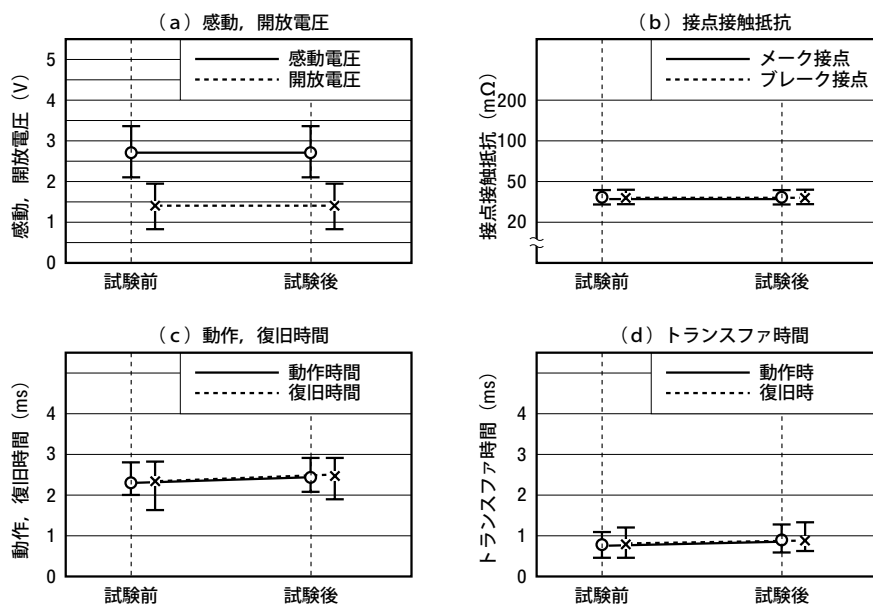 （a）感動，開放電圧
感動電圧
開放電圧
感動，開放電圧（V）
5
4
3
2
1
0
試験前
試験後
（b）接点接触抵抗
メーク接点
ブレーク接点
接点接触抵抗（mΩ）
200
100
50
20
試験前
試験後
（c）動作，復旧時間
動作時間
復旧時間
動作，復旧時間（ms）
4
3
2
1
0
試験前
試験後
（d）トランスファ時間
動作時
復旧時
トランスファ時間（ms）
4
3
2
1
0
試験前
試験後